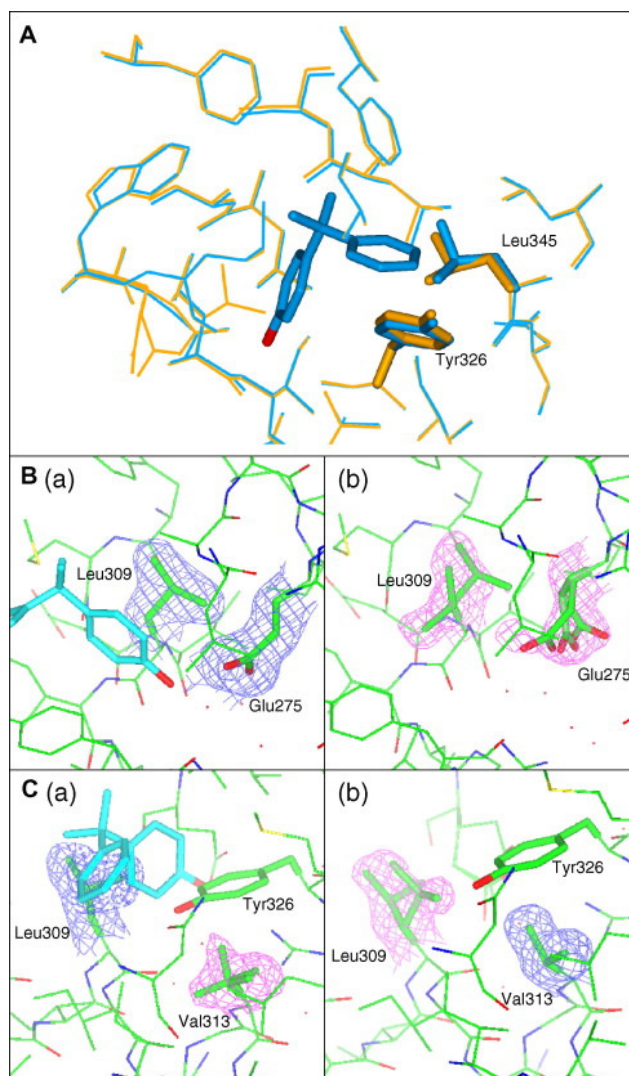 A
Leu345
Tyr326
B (a)
Leu309
Glu275
(b)
Leu309
Glu275
C (a)
Leu309
Tyr326
Val313
(b)
Tyr326
Leu309
Val313